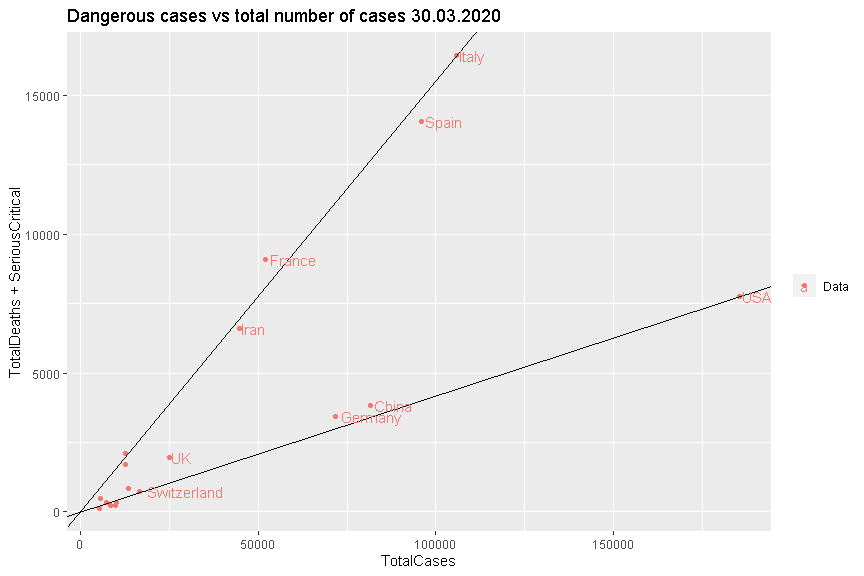 Dangerous cases vs total number of cases 30.03.2020
Italy
15000
Spain
TotalDeaths + SeriousCritical
10000
France
a Data
USA
Iran
5000
China
Germany
UK
Switzerland
0
0 50000 100000 150000
TotalCases